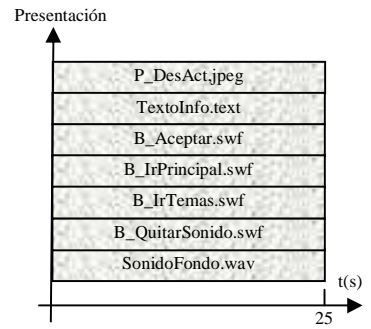 Presentación
P_DesAct.jpeg
TextoInfo.text
B_Aceptar.swf
B_IrPrincipal.swf
B_IrTemas.swf
B_QuitarSonido.swf
SonidoFondo.wav
t(s)
25